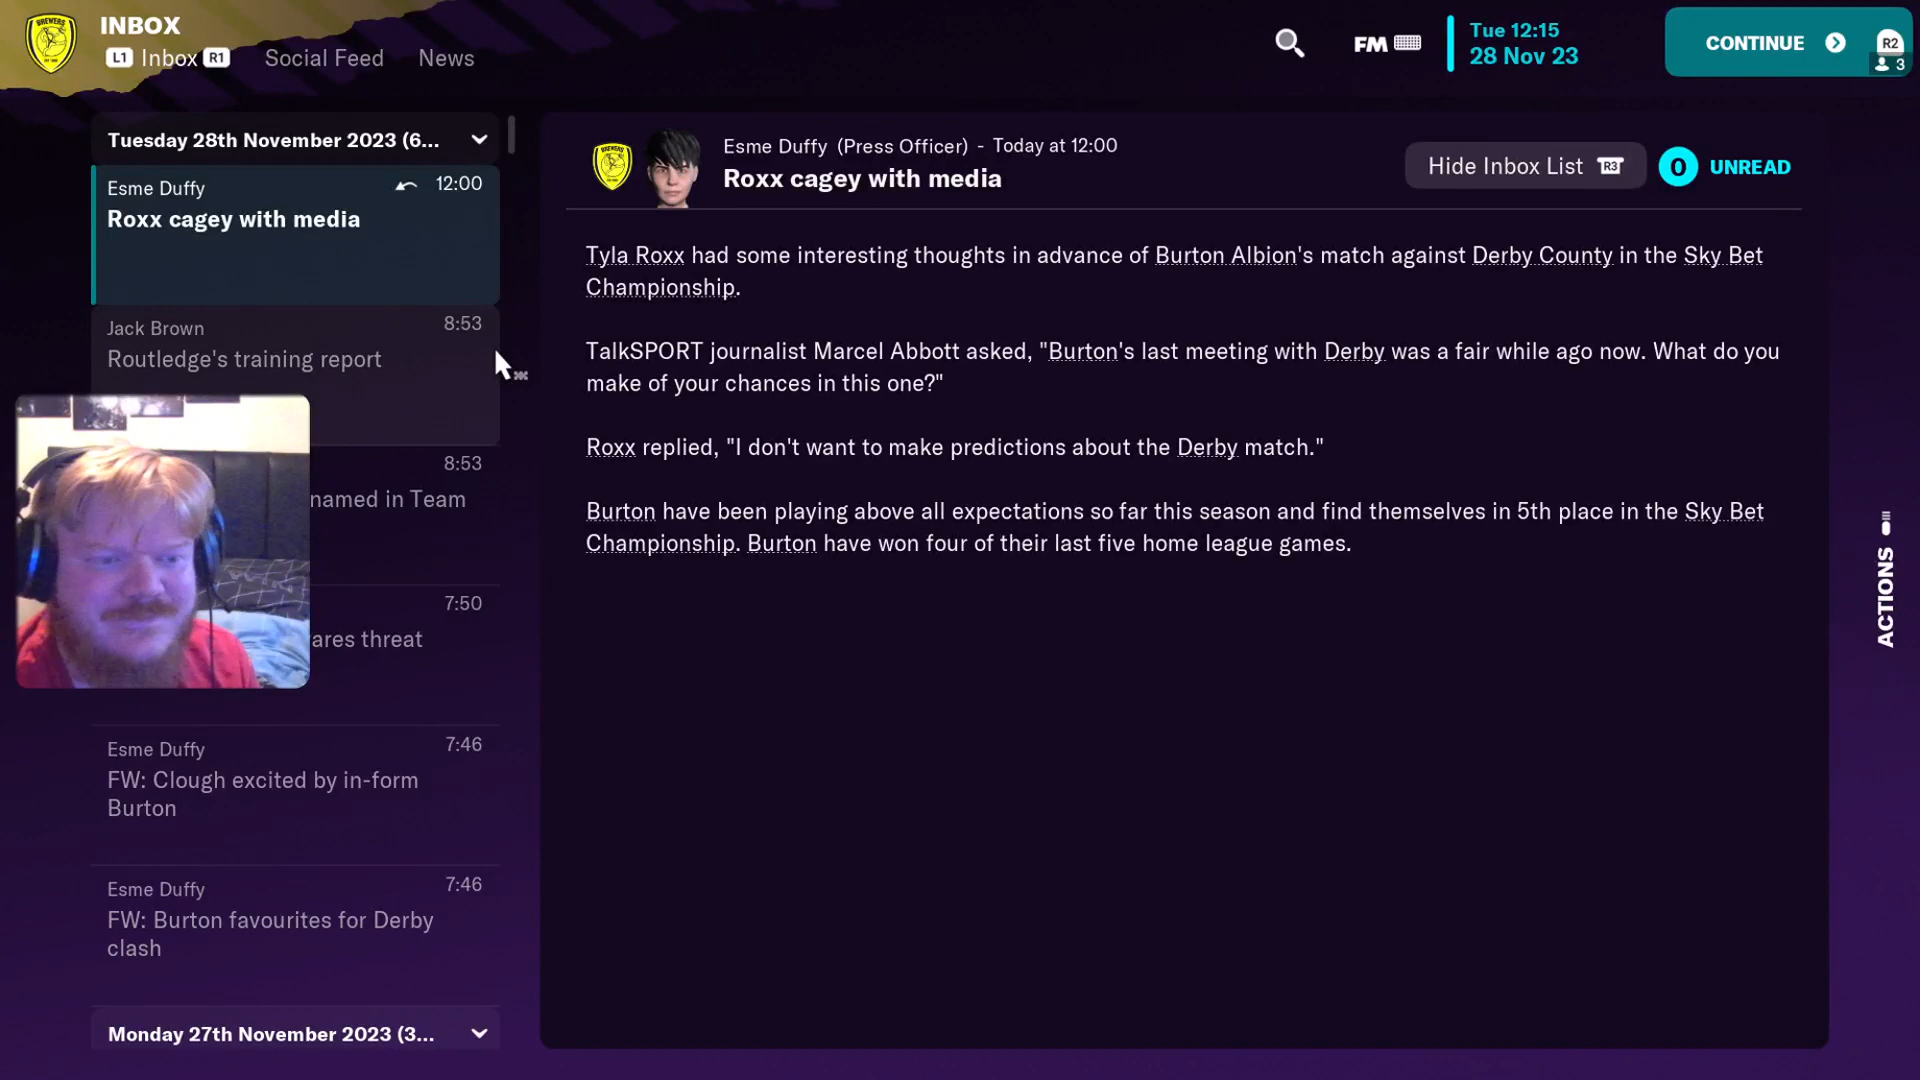 BREWERS
INBOX
L1 Inbox R1 Social Feed News
FM
Tue 12:15
28 Nov 23
CONTINUE
R2
3
Tuesday 28th November 2023 (6...
Esme Duffy 12:00
Roxx cagey with media
Jack Brown 8:53
Routledge's training report
8:53
named in Team
7:50
ares threat
Esme Duffy 7:46
FW: Clough excited by in-form
Burton
Esme Duffy 7:46
FW: Burton favourites for Derby
clash
Monday 27th November 2023 (3...
BREWERS
Esme Duffy (Press Officer) - Today at 12:00
Roxx cagey with media
Hide Inbox List R3
0 UNREAD
Tyla Roxx had some interesting thoughts in advance of Burton Albion's match against Derby County in the Sky Bet
Championship.
TalkSPORT journalist Marcel Abbott asked, "Burton's last meeting with Derby was a fair while ago now. What do you
make of your chances in this one?"
Roxx replied, "I don't want to make predictions about the Derby match."
Burton have been playing above all expectations so far this season and find themselves in 5th place in the Sky Bet
Championship. Burton have won four of their last five home league games.
ACTIONS